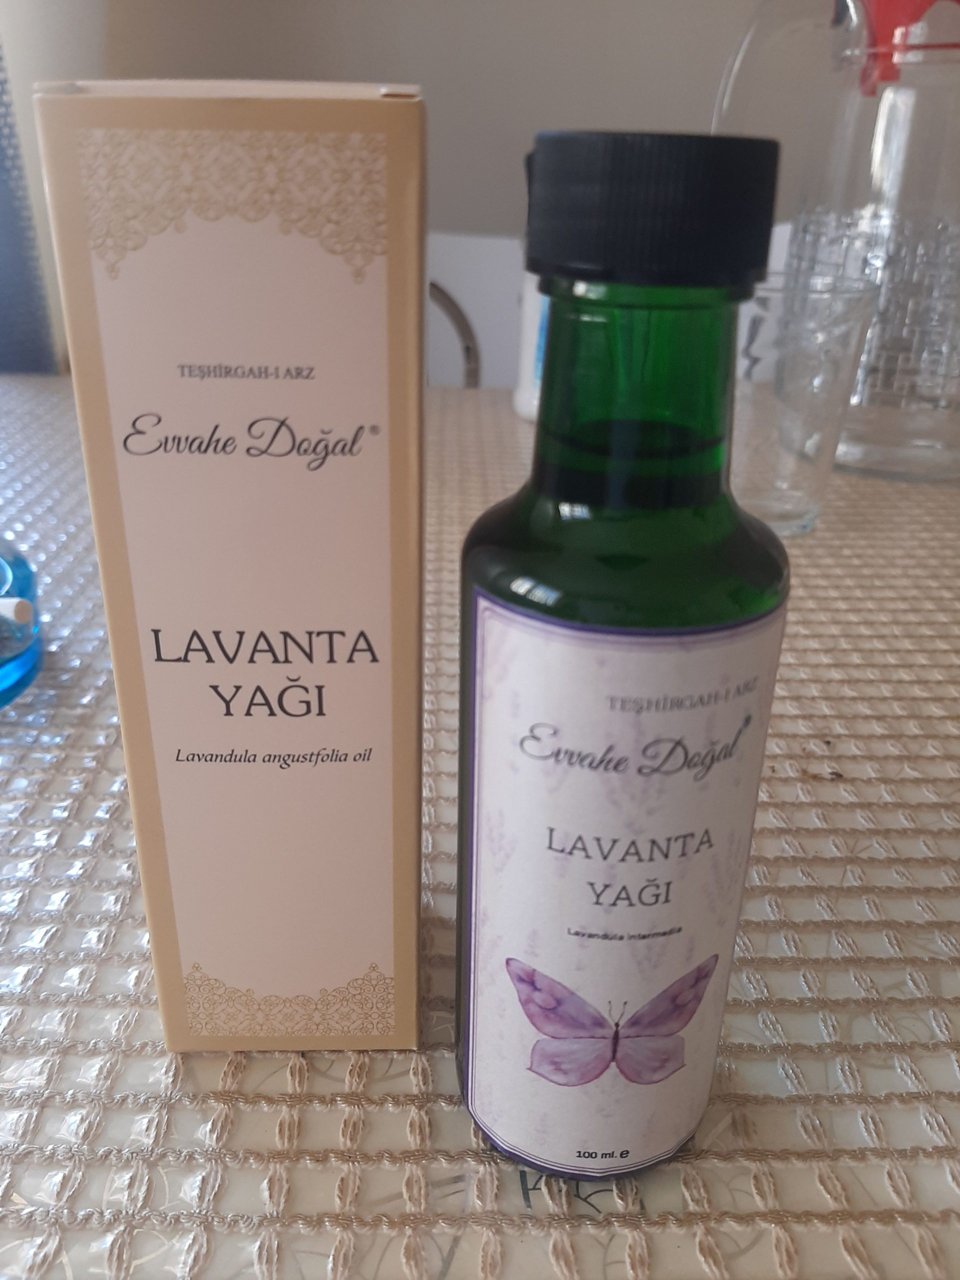 TEŞHİRGAH-I ARZ
Evvahe Doğal®
LAVANTA
YAĞI
Lavandula angustfolia oil
TEŞHİRGAH-I ARZ
Evvahe Doğal®
LAVANTA
YAĞI
Lavandula intermedia
100 ml. e